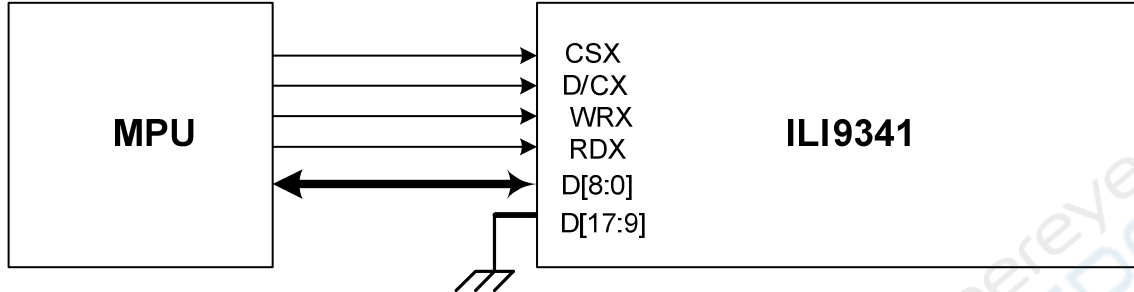 MPU
CSX
D/CX
WRX
RDX
D[8:0]
D[17:9]
ILI9341